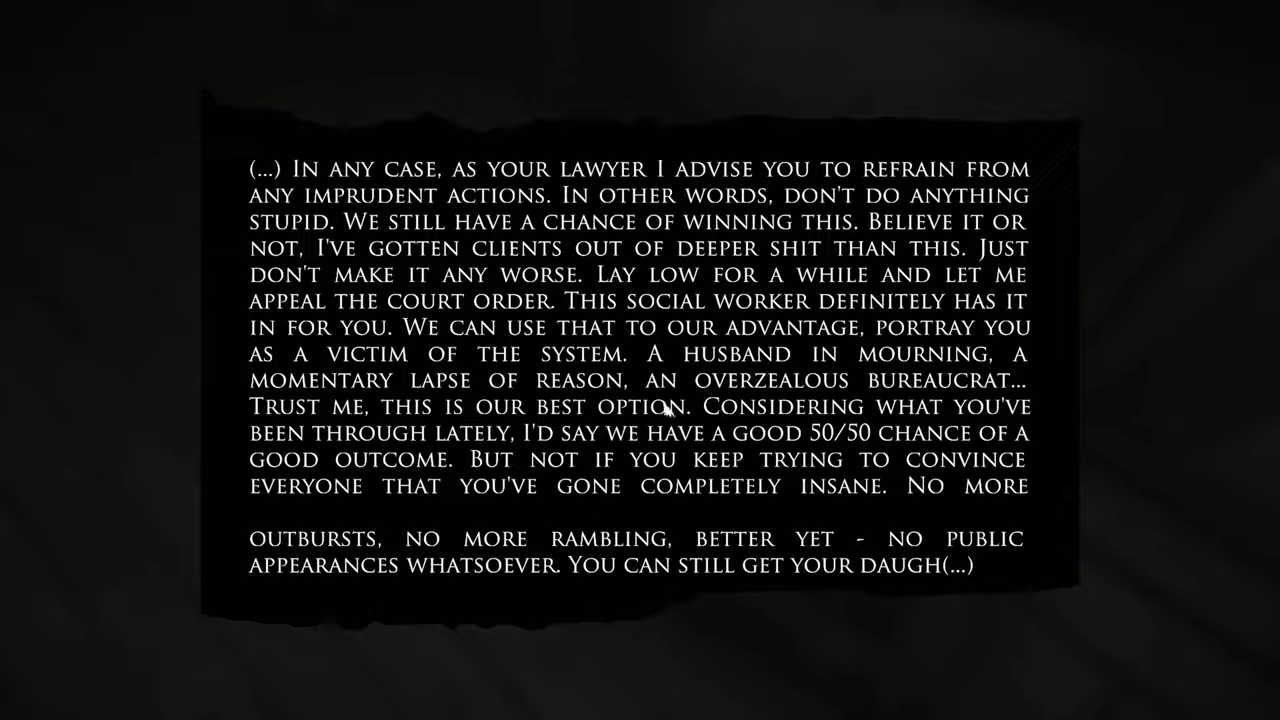 (...) In any case, as your lawyer I advise you to refrain from
any imprudent actions. In other words, don't do anything
stupid. We still have a chance of winning this. Believe it or
not, I've gotten clients out of deeper shit than this. Just
don't make it any worse. Lay low for a while and let me
appeal the court order. This social worker definitely has it
in for you. We can use that to our advantage, portray you
as a victim of the system. A husband in mourning, a
momentary lapse of reason, an overzealous bureaucrat...
Trust me, this is our best option. Considering what you've
been through lately, I'd say we have a good 50/50 chance of a
good outcome. But not if you keep trying to convince
everyone that you've gone completely insane. No more
outbursts, no more rambling, better yet - no public
appearances whatsoever. You can still get your daugh(...)